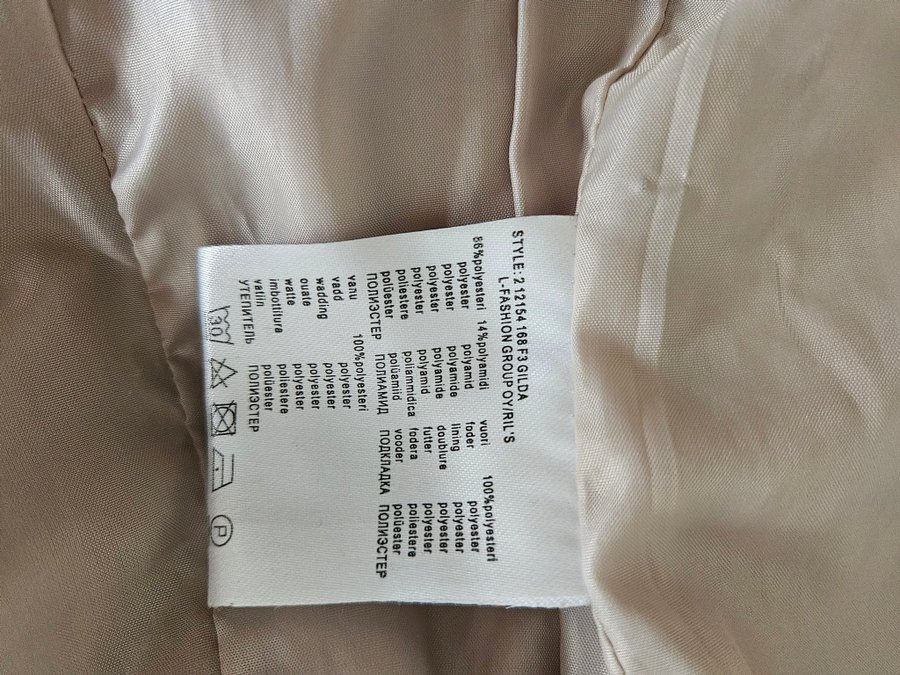 STYLE: 2 12154 168 F3 GILDA
L-FASHION GROUP OY/RIL'S
86%polyesteri 14%polyamidi vuori 100%polyesteri
polyester polyamid foder polyester
polyester polyamide lining polyester
polyester polyamide doublure polyester
polyester polyamid futter polyester
poliestere poliammidica fodera poliestere
polüester polüamiid vooder polüester
ПОЛИЭСТЕР ПОЛИАМИД ПОДКЛАДКА ПОЛИЭСТЕР
vanu 100%polyesteri
vadd polyester
wadding polyester
ouate polyester
watte polyester
imbottitura poliestere
vatiin polüester
УТЕПИТЕЛЬ ПОЛИЭСТЕР
30 P